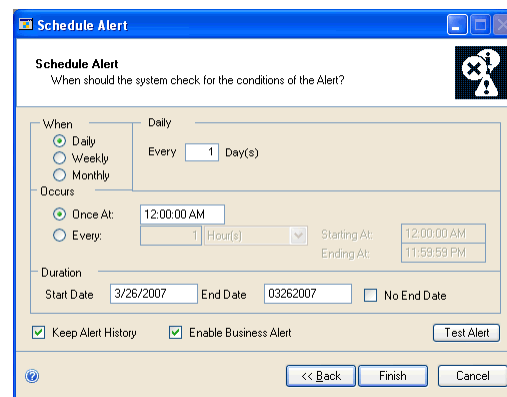 Schedule Alert
Schedule Alert
When should the system check for the conditions of the Alert?
When
Daily
Weekly
Monthly
Daily
Every 1 Day(s)
Occurs
Once At: 12:00:00 AM
Every: 1 Hour(s) Starting At: 12:00:00 AM
Ending At: 11:59:59 PM
Duration
Start Date 3/26/2007 End Date 03262007 No End Date
Keep Alert History Enable Business Alert Test Alert
<< Back Finish Cancel